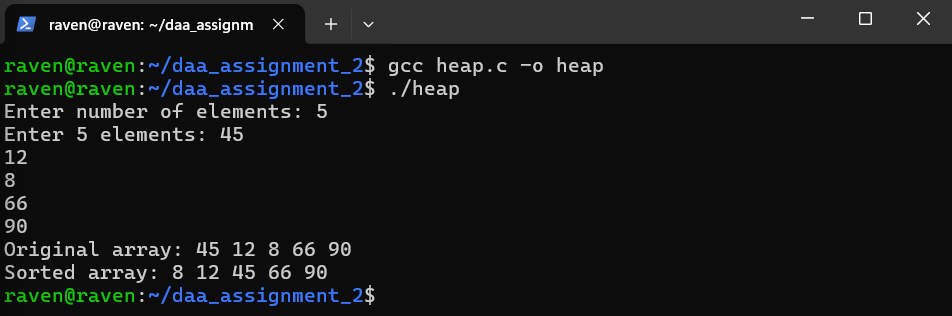 raven@raven: ~/daa_assignm
raven@raven:~/daa_assignment_2$ gcc heap.c -o heap
raven@raven:~/daa_assignment_2$ ./heap
Enter number of elements: 5
Enter 5 elements: 45
12
8
66
90
Original array: 45 12 8 66 90
Sorted array: 8 12 45 66 90
raven@raven:~/daa_assignment_2$